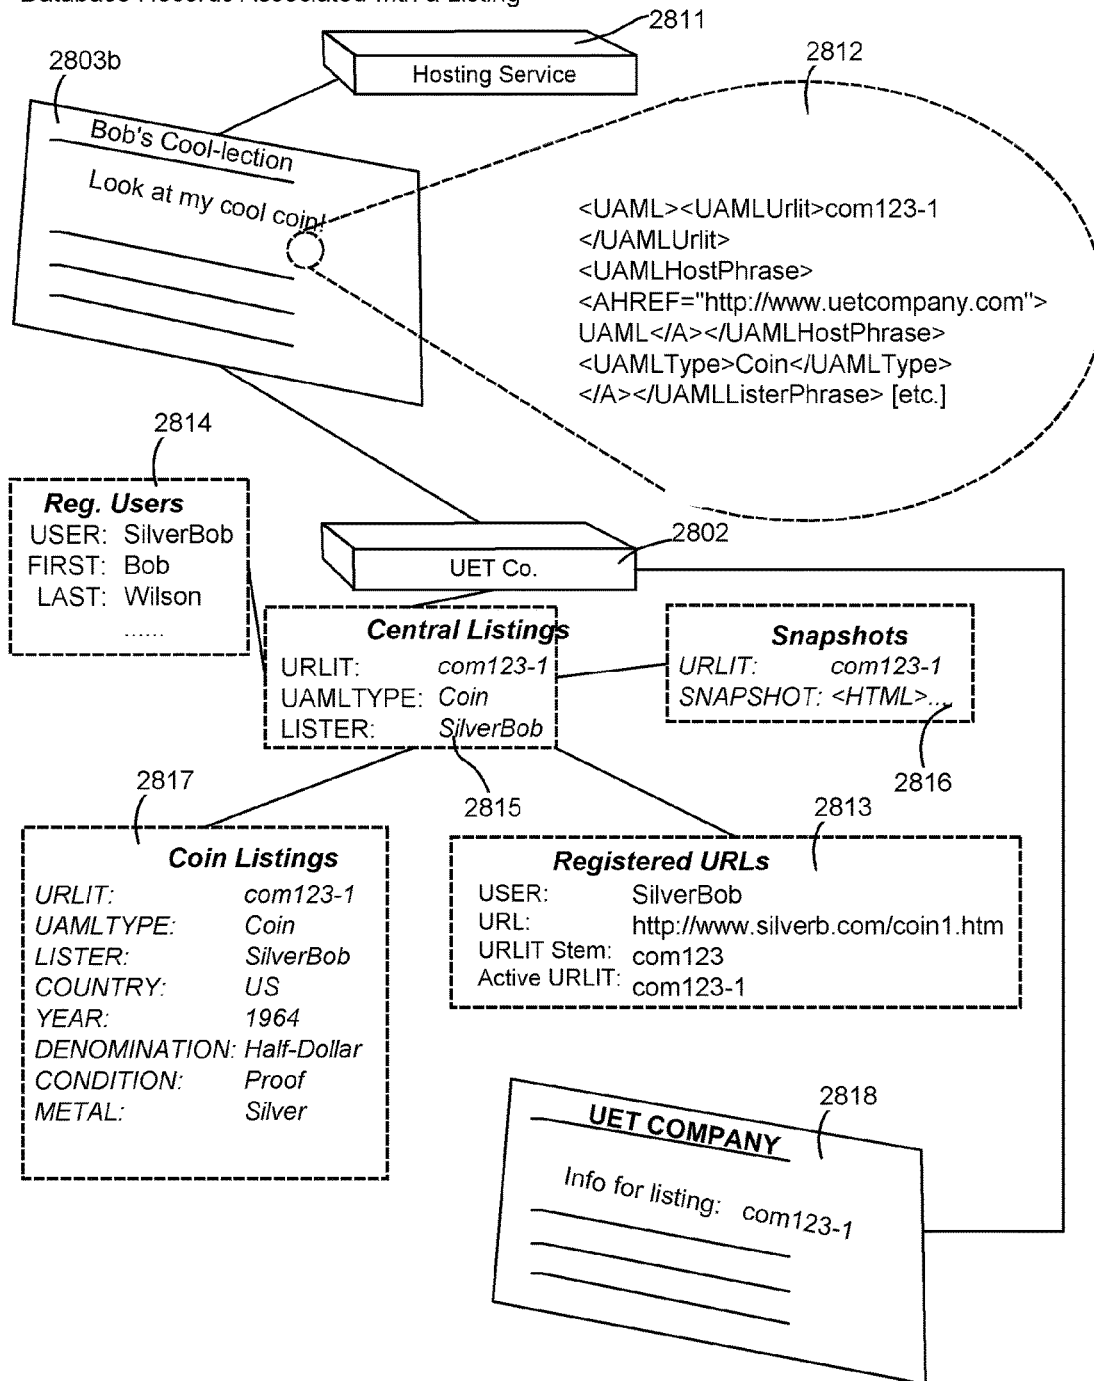 Database Records Associated with a Listing
2811
2803b
Hosting Service
2812
Bob's Cool-lection
Look at my cool coin!
<UAML><UAMLUrlit>com123-1
</UAMLUrlit>
<UAMLHostPhrase>
<AHREF="http://www.uetcompany.com">
UAML</A></UAMLHostPhrase>
<UAMLType>Coin</UAMLType>
</A></UAMLListerPhrase> [etc.]
2814
Reg. Users
USER: SilverBob
FIRST: Bob
LAST: Wilson
......
2802
UET Co.
Central Listings
URLIT: com123-1
UAMLTYPE: Coin
LISTER: SilverBob
2815
Snapshots
URLIT: com123-1
SNAPSHOT: <HTML>....
2816
2817
Coin Listings
URLIT: com123-1
UAMLTYPE: Coin
LISTER: SilverBob
COUNTRY: US
YEAR: 1964
DENOMINATION: Half-Dollar
CONDITION: Proof
METAL: Silver
2813
Registered URLs
USER: SilverBob
URL: http://www.silverb.com/coin1.htm
URLIT Stem: com123
Active URLIT: com123-1
2818
UET COMPANY
Info for listing: com123-1